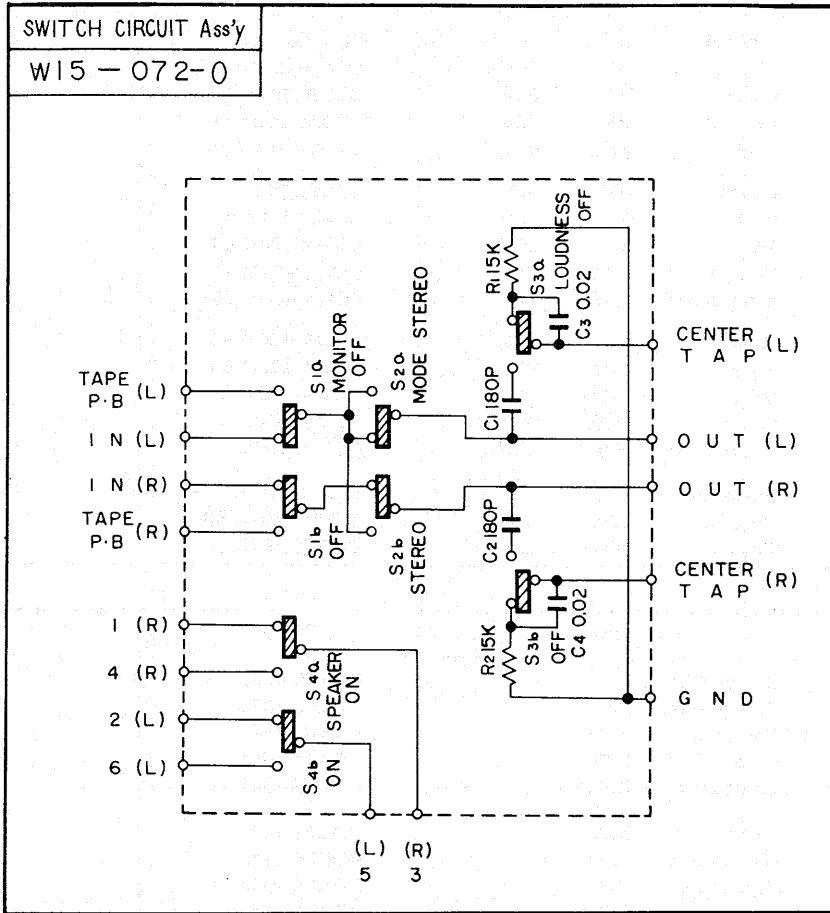 SWITCH CIRCUIT Ass'y
W15-072-0
TAPE
P·B (L)
IN (L)
IN (R)
TAPE
P·B (R)
1 (R)
4 (R)
2 (L)
6 (L)
S1a
MONITOR
OFF
S2a
MODE STEREO
S1b
OFF
S2b
STEREO
S4a
SPEAKER
ON
S4b
ON
R1 15K
S3a
LOUDNESS
OFF
C3 0.02
C1 180P
C2 180P
R2 15K
S3b
OFF
C4 0.02
CENTER
TAP (L)
OUT (L)
OUT (R)
CENTER
TAP (R)
GND
(L) (R)
5 3